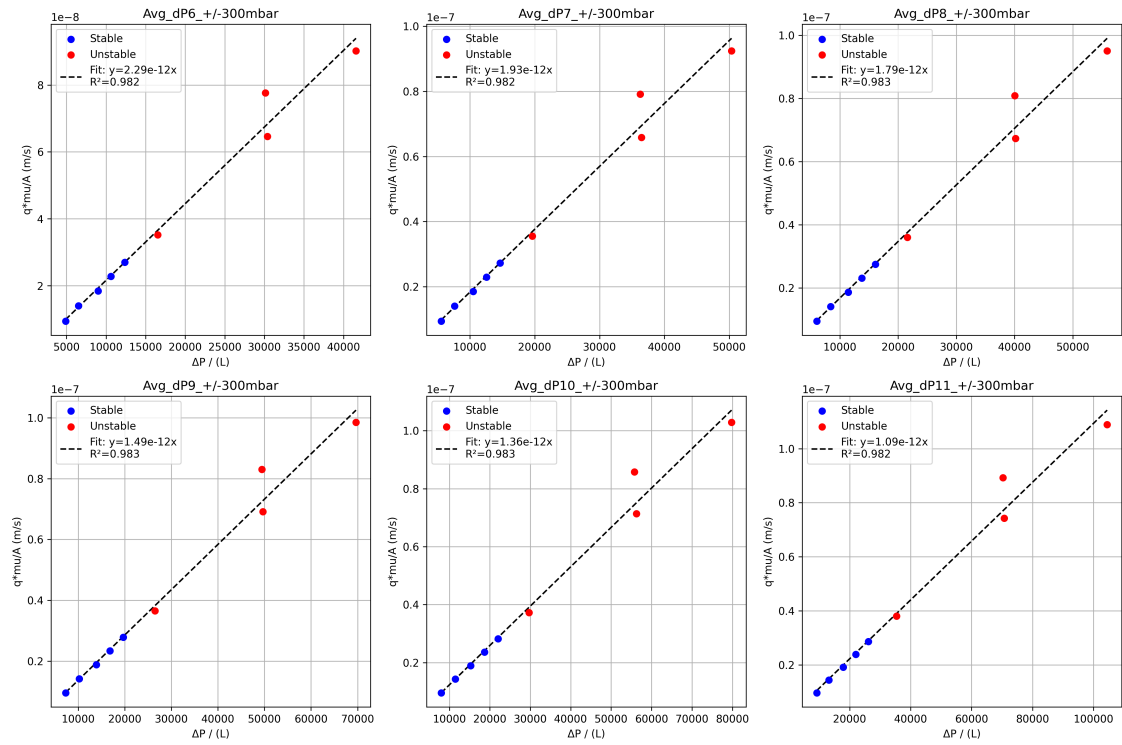 Avg_dP6_+/-300mbar
1e−8
Stable
Unstable
Fit: y=2.29e-12x
R²=0.982
8
6
4
2
q*mu/A (m/s)
5000 10000 15000 20000 25000 30000 35000 40000
ΔP / (L)
Avg_dP7_+/-300mbar
1e−7
Stable
Unstable
Fit: y=1.93e-12x
R²=0.982
1.0
0.8
0.6
0.4
0.2
q*mu/A (m/s)
10000 20000 30000 40000 50000
ΔP / (L)
Avg_dP8_+/-300mbar
1e−7
Stable
Unstable
Fit: y=1.79e-12x
R²=0.983
1.0
0.8
0.6
0.4
0.2
q*mu/A (m/s)
10000 20000 30000 40000 50000
ΔP / (L)
Avg_dP9_+/-300mbar
1e−7
Stable
Unstable
Fit: y=1.49e-12x
R²=0.983
1.0
0.8
0.6
0.4
0.2
q*mu/A (m/s)
10000 20000 30000 40000 50000 60000 70000
ΔP / (L)
Avg_dP10_+/-300mbar
1e−7
Stable
Unstable
Fit: y=1.36e-12x
R²=0.983
1.0
0.8
0.6
0.4
0.2
q*mu/A (m/s)
10000 20000 30000 40000 50000 60000 70000 80000
ΔP / (L)
Avg_dP11_+/-300mbar
1e−7
Stable
Unstable
Fit: y=1.09e-12x
R²=0.982
1.0
0.8
0.6
0.4
0.2
q*mu/A (m/s)
20000 40000 60000 80000 100000
ΔP / (L)